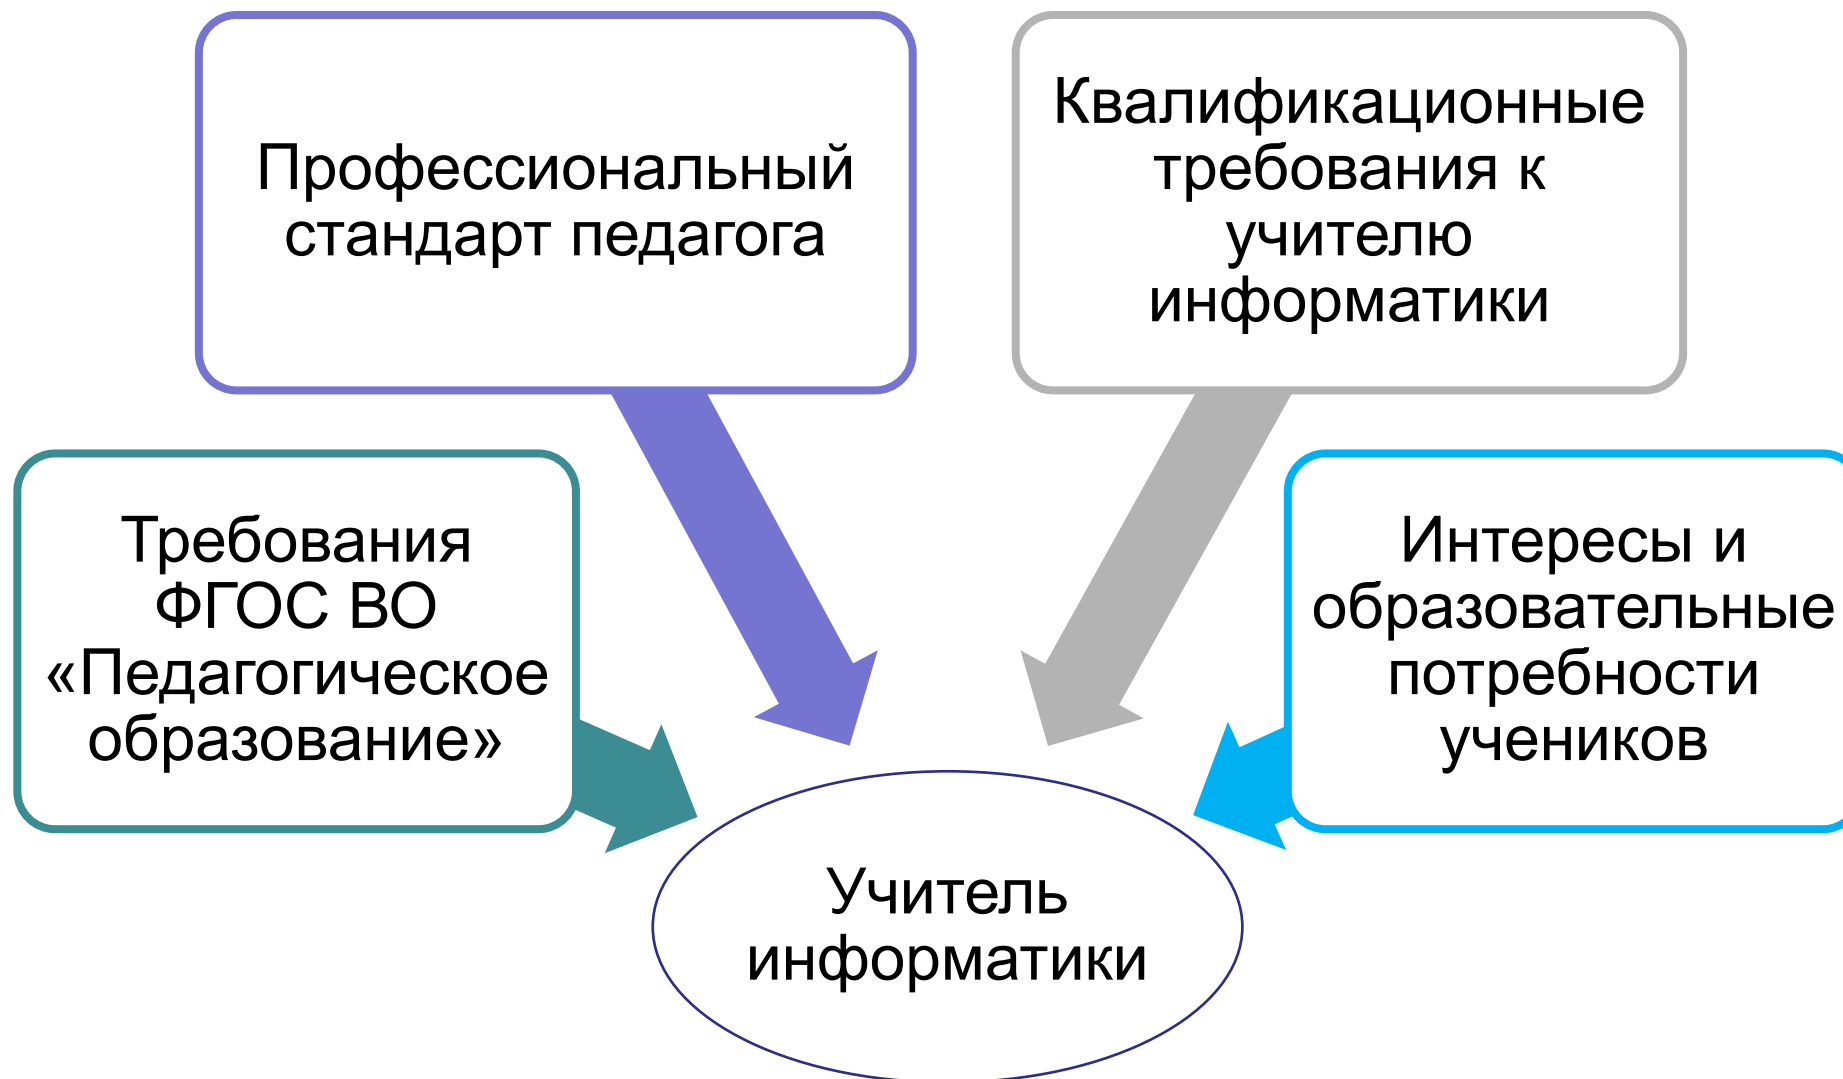 Профессиональный
стандарт педагога
Квалификационные
требования к
учителю
информатики
Требования
ФГОС ВО
«Педагогическое
образование»
Интересы и
образовательные
потребности
учеников
Учитель
информатики